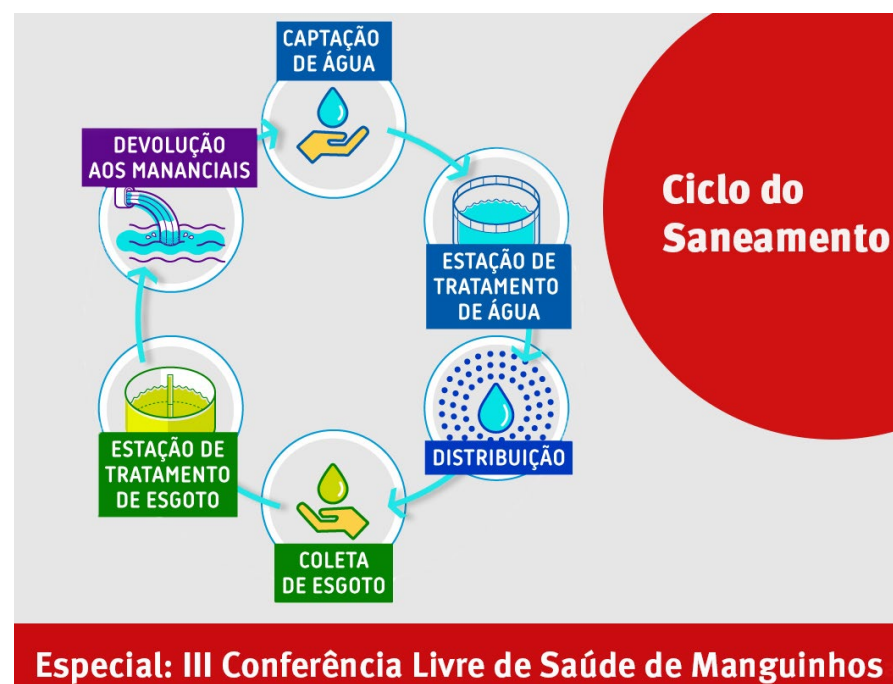 CAPTAÇÃO
DE ÁGUA
DEVOLUÇÃO
AOS MANANCIAIS
ESTAÇÃO DE
TRATAMENTO
DE ÁGUA
Ciclo do
Saneamento
DISTRIBUIÇÃO
ESTAÇÃO DE
TRATAMENTO
DE ESGOTO
COLETA
DE ESGOTO
Especial: III Conferência Livre de Saúde de Manguinhos